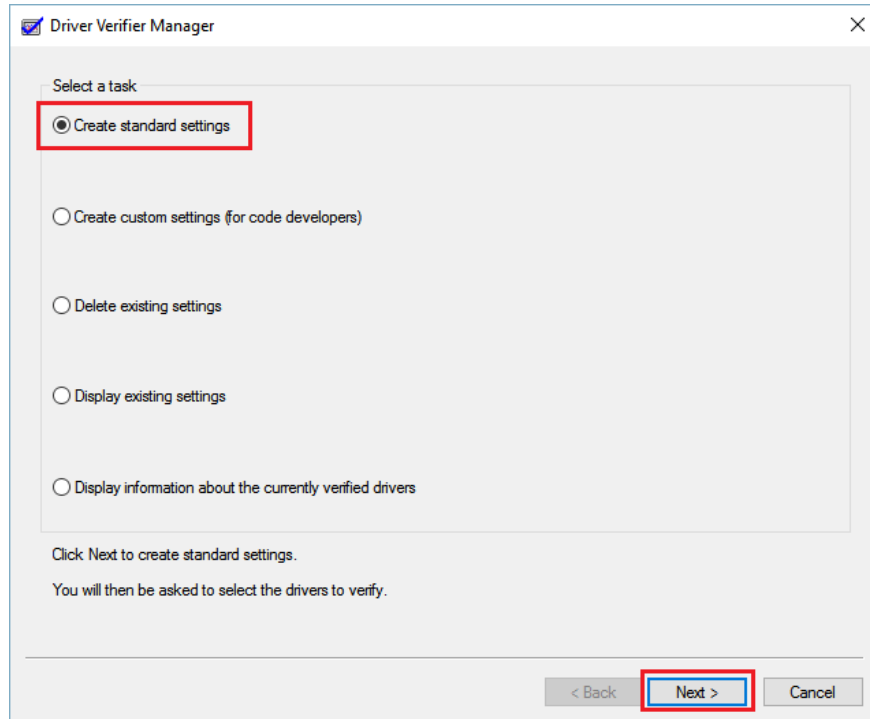 Driver Verifier Manager
Select a task
Create standard settings
Create custom settings (for code developers)
Delete existing settings
Display existing settings
Display information about the currently verified drivers
Click Next to create standard settings.
You will then be asked to select the drivers to verify.
< Back Next > Cancel